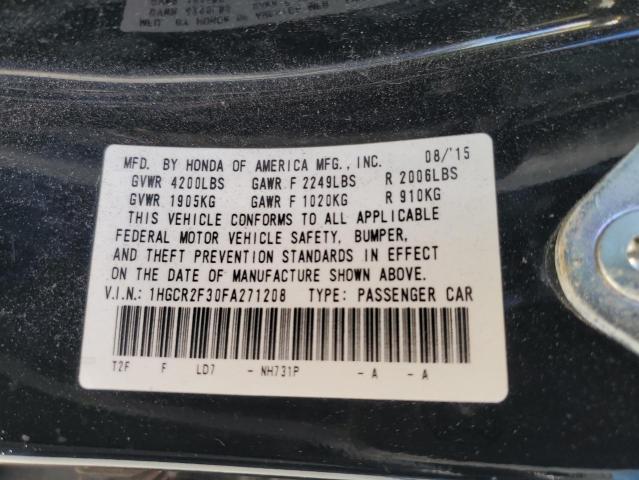 MFD. BY HONDA OF AMERICA MFG., INC. 08/'15
GVWR 4200LBS GAWR F 2249LBS R 2006LBS
GVWR 1905KG GAWR F 1020KG R 910KG
THIS VEHICLE CONFORMS TO ALL APPLICABLE
FEDERAL MOTOR VEHICLE SAFETY, BUMPER,
AND THEFT PREVENTION STANDARDS IN EFFECT
ON THE DATE OF MANUFACTURE SHOWN ABOVE.
V.I.N.: 1HGCR2F30FA271208 TYPE: PASSENGER CAR
T2F F LD7 - NH731P - A - A